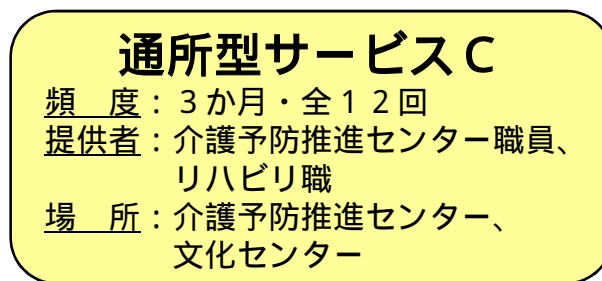 通所型サービスC
頻　度：３か月・全１２回
提供者：介護予防推進センター職員、
リハビリ職
場　所：介護予防推進センター、
文化センター